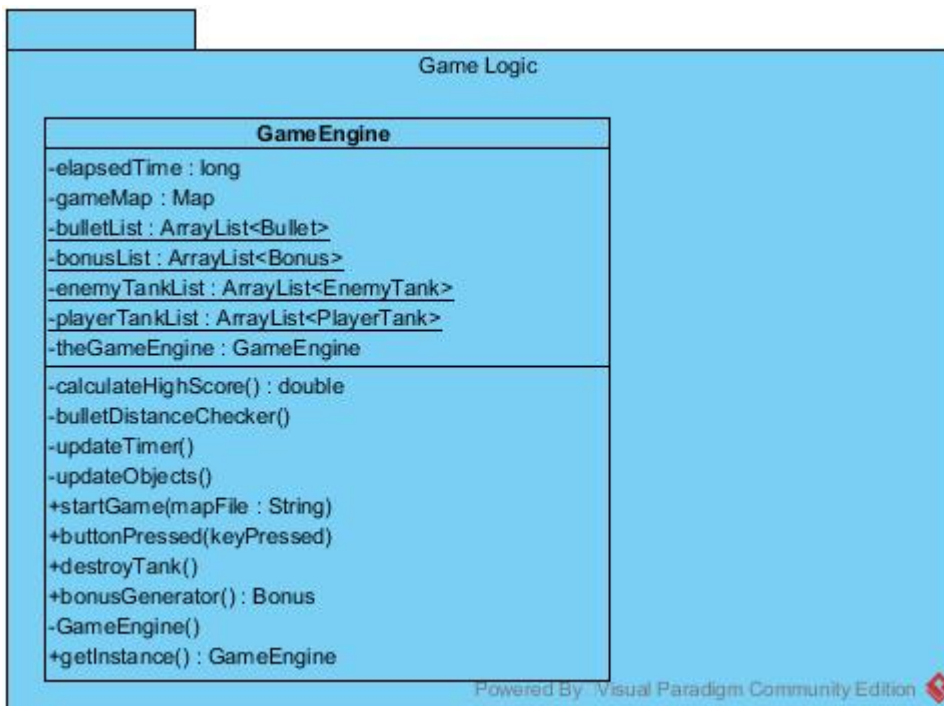 Game Logic
GameEngine
-elapsedTime : long
-gameMap : Map
-bulletList : ArrayList<Bullet>
-bonusList : ArrayList<Bonus>
-enemyTankList : ArrayList<EnemyTank>
-playerTankList : ArrayList<PlayerTank>
-theGameEngine : GameEngine
-calculateHighScore() : double
-bulletDistanceChecker()
-updateTimer()
-updateObjects()
+startGame(mapFile : String)
+buttonPressed(keyPressed)
+destroyTank()
+bonusGenerator() : Bonus
-GameEngine()
+getInstance() : GameEngine
Powered By Visual Paradigm Community Edition